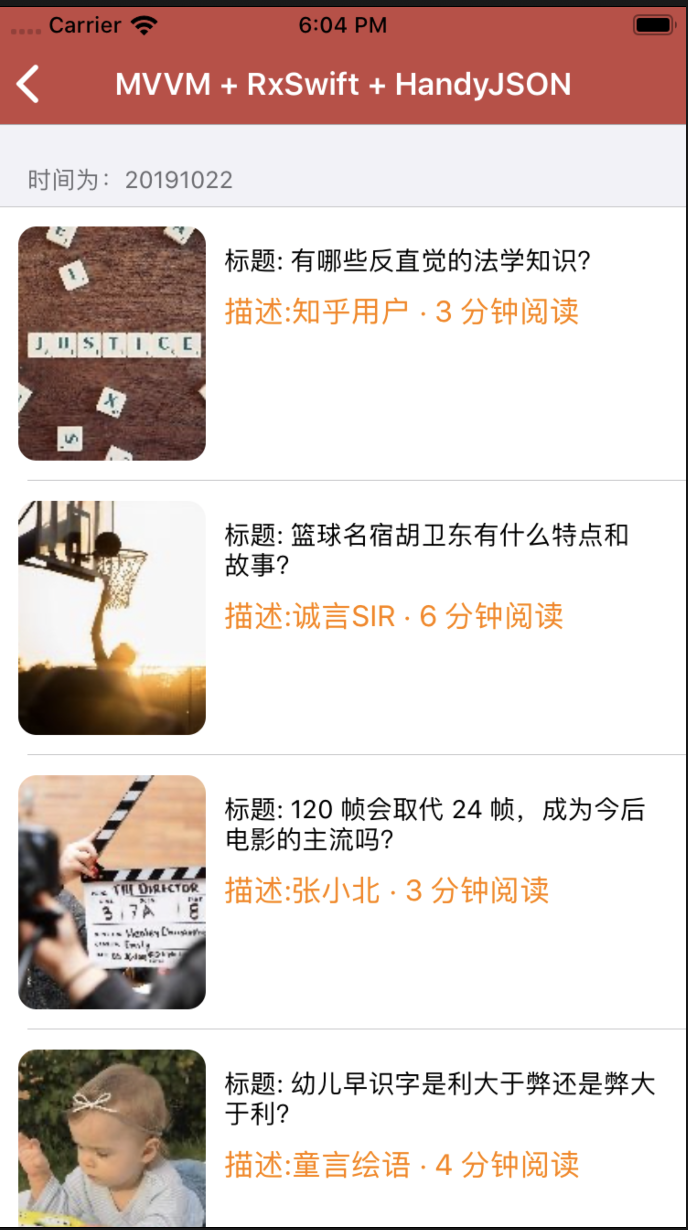 Carrier 6:04 PM
MVVM + RxSwift + HandyJSON
时间为：20191022
标题: 有哪些反直觉的法学知识?
描述:知乎用户 · 3 分钟阅读
JUSTICE
X
S
标题: 篮球名宿胡卫东有什么特点和
故事?
描述:诚言SIR · 6 分钟阅读
标题: 120 帧会取代 24 帧，成为今后
电影的主流吗?
描述:张小北 · 3 分钟阅读
DIRECTOR
3 7A 8
Emily
标题: 幼儿早识字是利大于弊还是弊大
于利?
描述:童言绘语 · 4 分钟阅读